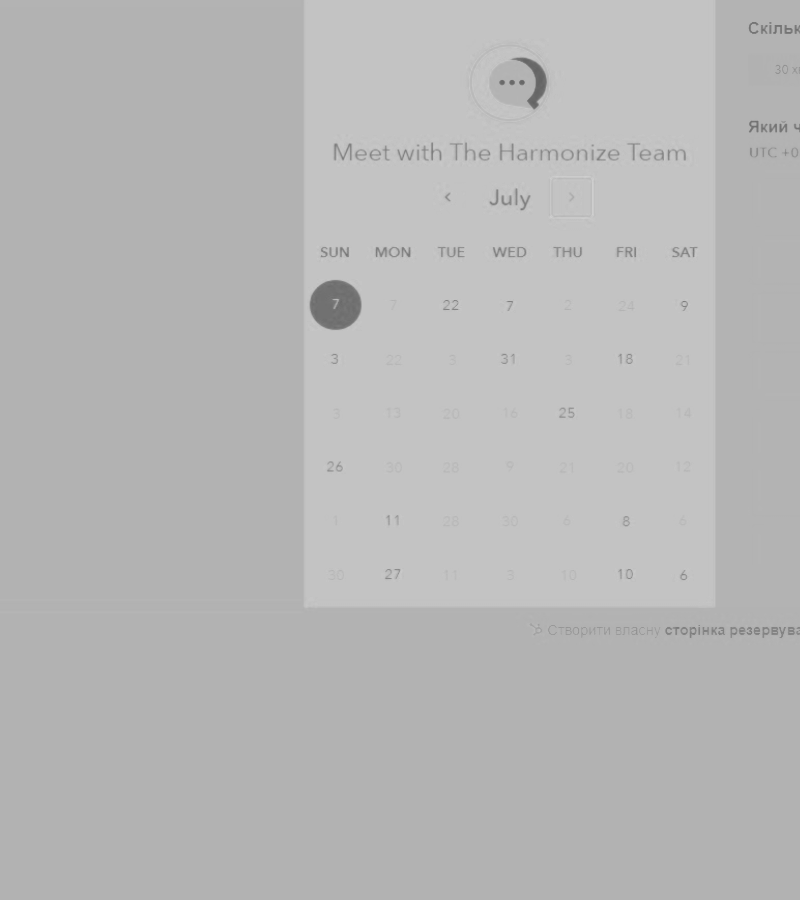 Meet with The Harmonize Team
July
SUN MON TUE WED THU FRI SAT
7 7 22 7 2 24 9
3 22 3 31 3 18 21
3 13 20 16 25 18 14
26 30 28 9 21 20 12
1 11 28 30 6 8 6
30 27 11 3 10 10 6
Скільк
30 хв
Який ч
UTC +0
Створити власну сторінка резервува